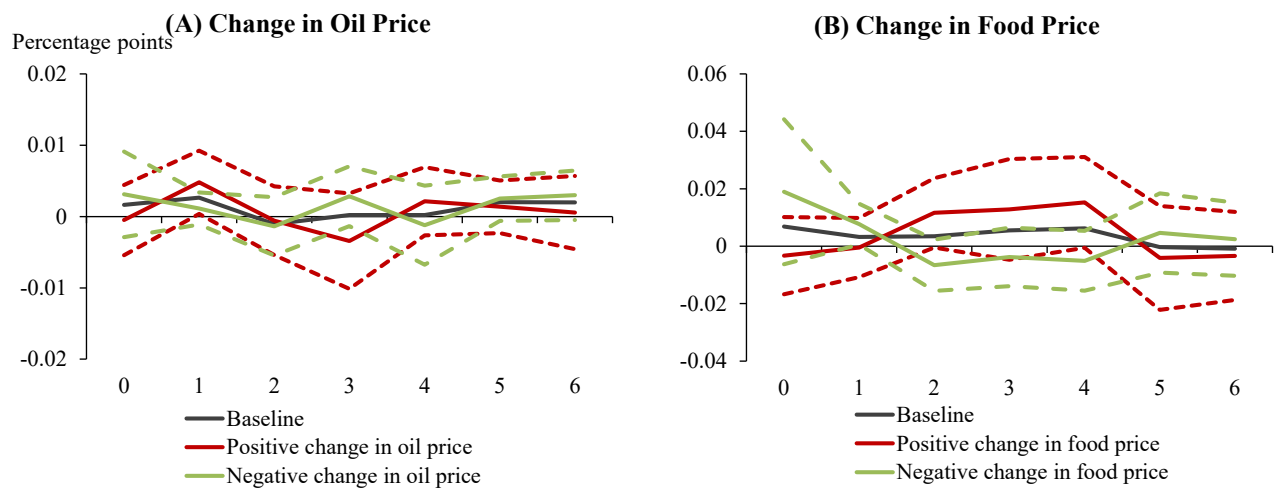 (A) Change in Oil Price
Percentage points
0.02
0.01
0
-0.01
-0.02
0 1 2 3 4 5 6
Baseline
Positive change in oil price
Negative change in oil price
(B) Change in Food Price
0.06
0.04
0.02
0
-0.02
-0.04
0 1 2 3 4 5 6
Baseline
Positive change in food price
Negative change in food price